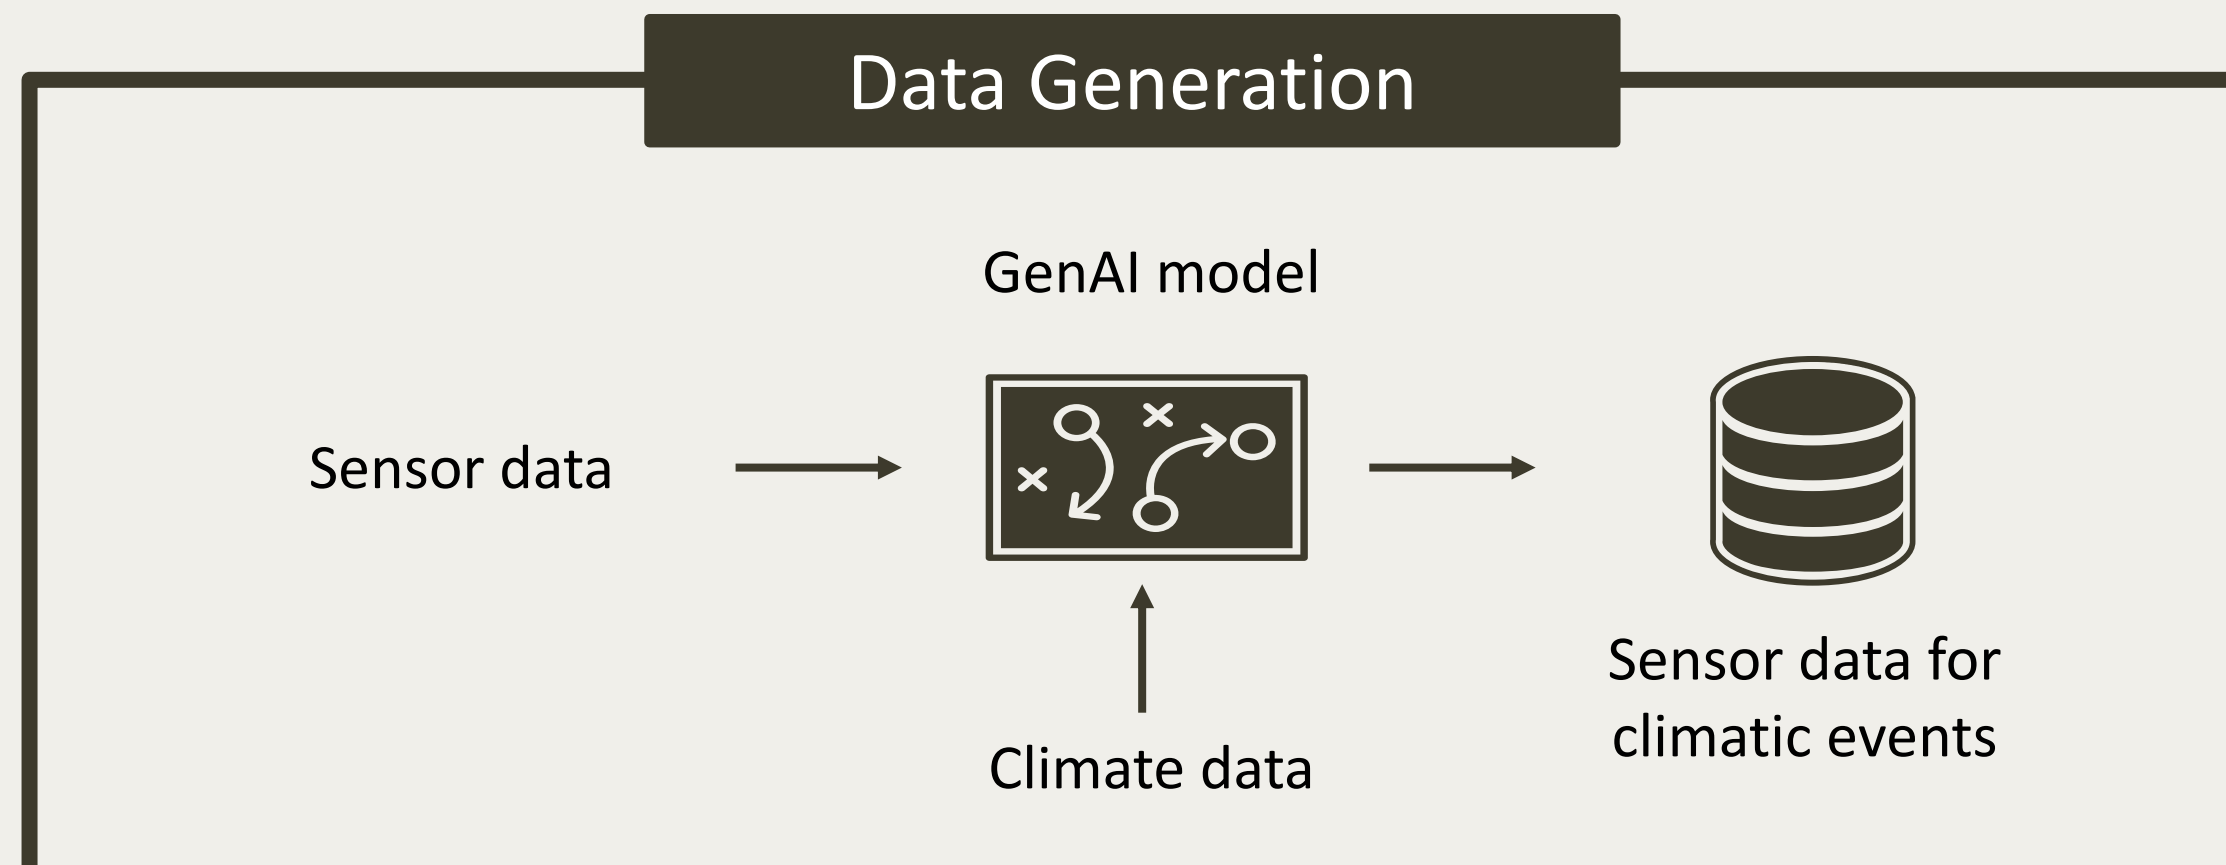 Data Generation
GenAI model
Sensor data
Climate data
Sensor data for
climatic events